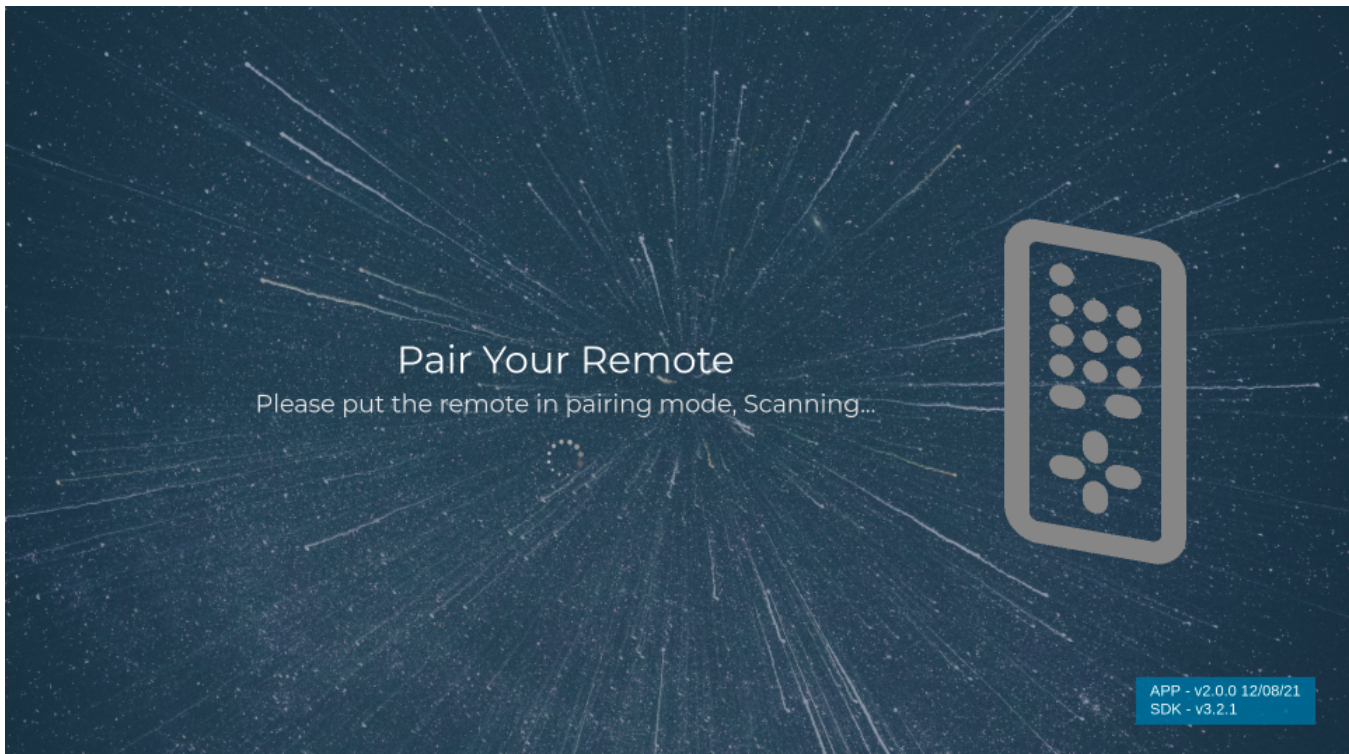 Pair Your Remote
Please put the remote in pairing mode, Scanning...
APP - v2.0.0 12/08/21
SDK - v3.2.1